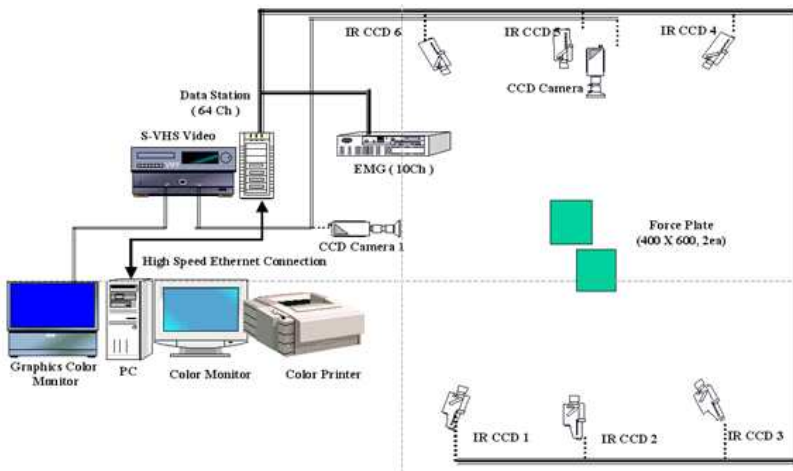 IR CCD 6
IR CCD 5
IR CCD 4
CCD Camera 2
Data Station
( 64 Ch )
S-VHS Video
EMG ( 10Ch )
CCD Camera 1
Force Plate
(400 X 600, 2ea)
High Speed Ethernet Connection
Graphics Color
Monitor
PC
Color Monitor
Color Printer
IR CCD 1
IR CCD 2
IR CCD 3